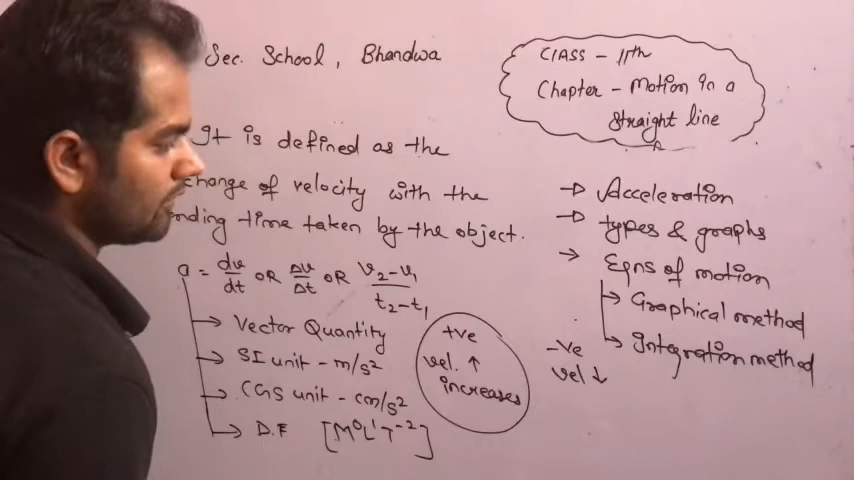 Sec. School, Bhandwa
CLASS - 11th
Chapter - Motion in a
straight line
It is defined as the
change of velocity with the
time taken by the object.
a = dv/dt OR Δv/Δt OR v₂-v₁/t₂-t₁
→ Vector Quantity
→ SI unit - m/s²
→ CGS unit - cm/s²
→ D.F [M⁰L¹T⁻²]
+ve
vel. ↑
increases
-ve
vel ↓
→ Acceleration
→ types & graphs
→ Eqns of motion
→ Graphical method
→ Integration method